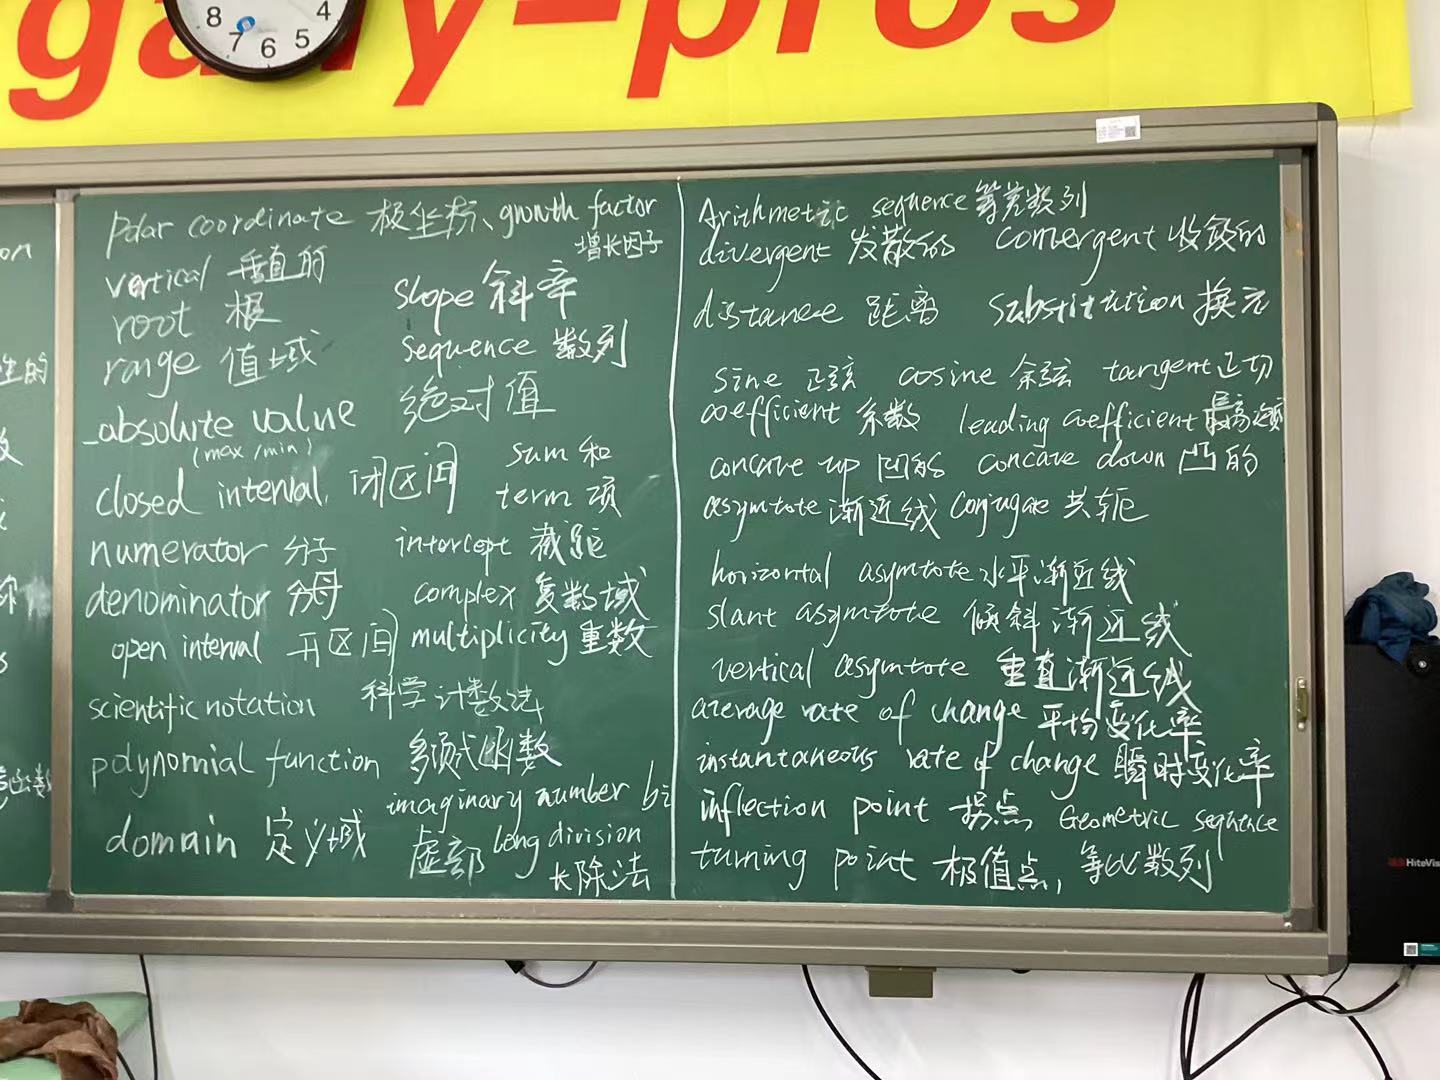 gary-pros
8 7 6 5 4
polar coordinate 极坐标、growth factor
增长因子
vertical 垂直的
slope 斜率
root 根
sequence 数列
range 值域
absolute value 绝对值
(max/min)
sum 和
closed interval. 闭区间
term 项
numerator 分子
intercept 截距
denominator 分母
complex 复数域
open interval 开区间
multiplicity 重数
scientific notation 科学计数法
polynomial function 多项式函数
imaginary number bi
虚部
domain 定义域
long division
长除法
Arithmetic sequence 等差数列
divergent 发散的 convergent 收敛的
distance 距离 substitution 换元
sine 正弦 cosine 余弦 tangent 正切
coefficient 系数 leading coefficient 最高项
concave up 凹的 concave down 凸的
asymtote 渐近线 conjugate 共轭
horizontal asymtote 水平渐近线
slant asymtote 倾斜渐近线
vertical asymtote 垂直渐近线
average rate of change 平均变化率
instantaneous rate of change 瞬时变化率
inflection point 拐点 Geometric sequence
turning point 极值点, 等比数列
HiteVis